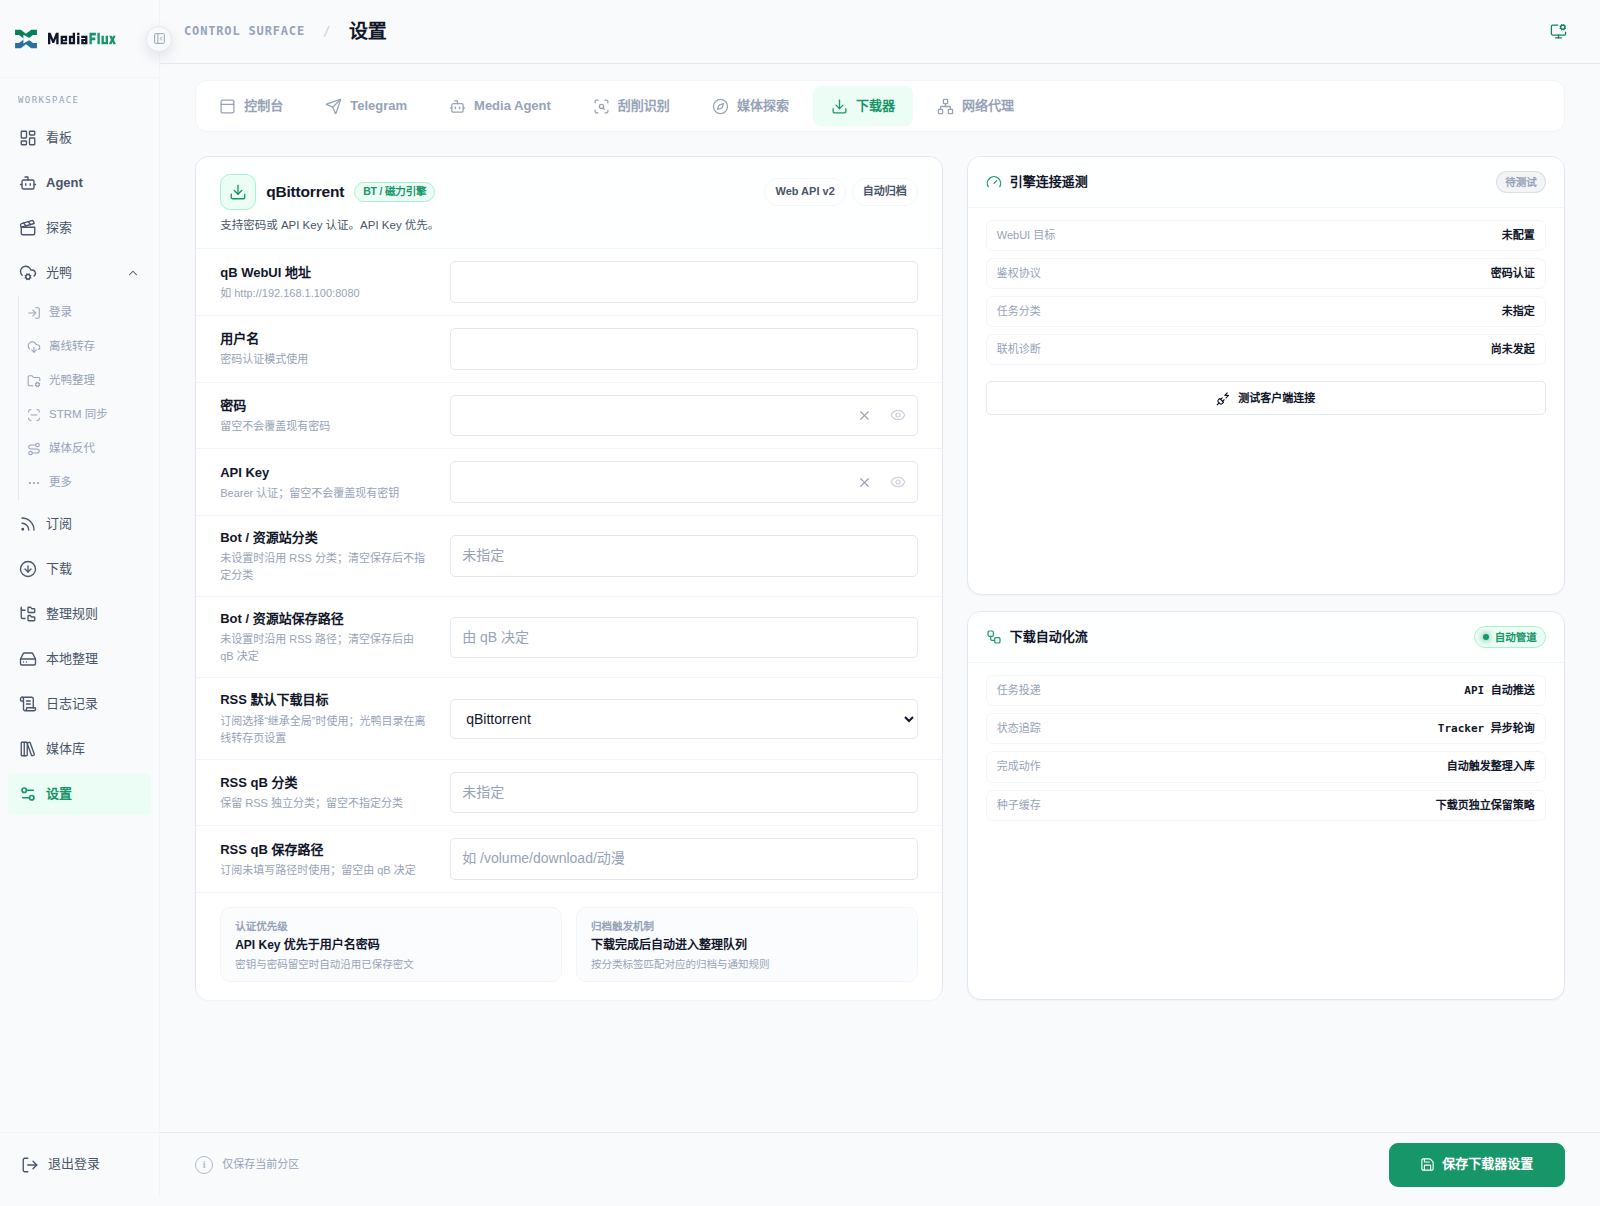 MediaFlux
CONTROL SURFACE / 设置
WORKSPACE
看板
Agent
探索
光鸭
登录
离线转存
光鸭整理
STRM 同步
媒体反代
更多
订阅
下载
整理规则
本地整理
日志记录
媒体库
设置
退出登录
控制台
Telegram
Media Agent
刮削识别
媒体探索
下载器
网络代理
qBittorrent
BT / 磁力引擎
Web API v2
自动归档
支持密码或 API Key 认证。API Key 优先。
qB WebUI 地址
如 http://192.168.1.100:8080
用户名
密码认证模式使用
密码
留空不会覆盖现有密码
API Key
Bearer 认证；留空不会覆盖现有密钥
Bot / 资源站分类
未设置时沿用 RSS 分类；清空保存后不指
定分类
未指定
Bot / 资源站保存路径
未设置时沿用 RSS 路径；清空保存后由
qB 决定
由 qB 决定
RSS 默认下载目标
订阅选择“继承全局”时使用；光鸭目录在离
线转存页设置
qBittorrent
RSS qB 分类
保留 RSS 独立分类；留空不指定分类
未指定
RSS qB 保存路径
订阅未填写路径时使用；留空由 qB 决定
如 /volume/download/动漫
认证优先级
API Key 优先于用户名密码
密钥与密码留空时自动沿用已保存密文
归档触发机制
下载完成后自动进入整理队列
按分类标签匹配对应的归档与通知规则
引擎连接遥测
待测试
WebUI 目标
未配置
鉴权协议
密码认证
任务分类
未指定
联机诊断
尚未发起
测试客户端连接
下载自动化流
自动管道
任务投递
API 自动推送
状态追踪
Tracker 异步轮询
完成动作
自动触发整理入库
种子缓存
下载页独立保留策略
仅保存当前分区
保存下载器设置